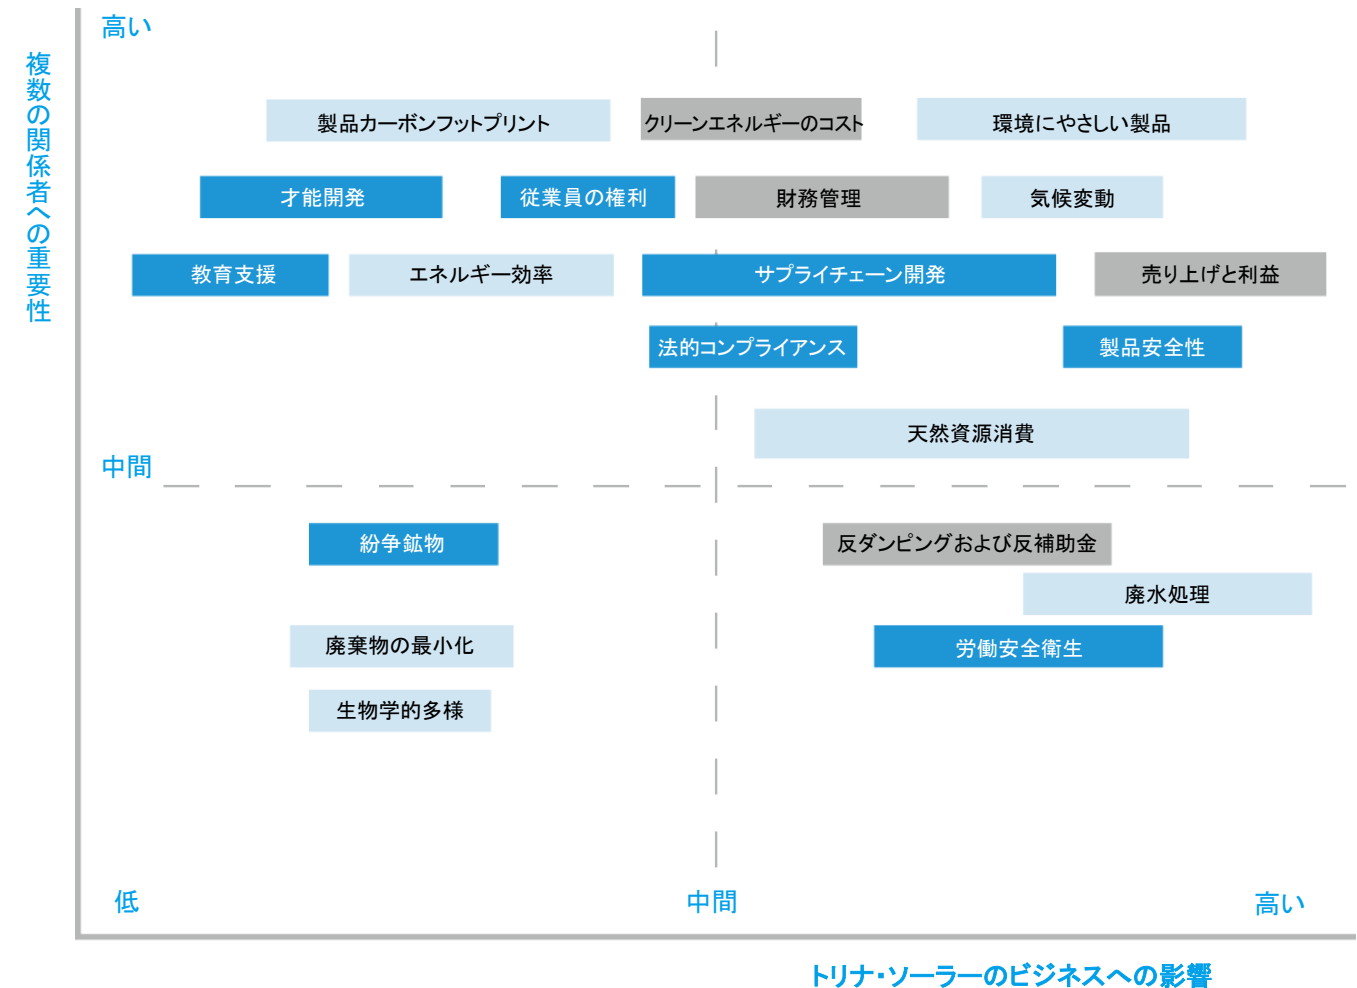 高い
複数の関係者への重要性
製品カーボンフットプリント
クリーンエネルギーのコスト
環境にやさしい製品
才能開発
従業員の権利
財務管理
気候変動
教育支援
エネルギー効率
サプライチェーン開発
売り上げと利益
法的コンプライアンス
製品安全性
天然資源消費
中間
紛争鉱物
反ダンピングおよび反補助金
廃水処理
廃棄物の最小化
労働安全衛生
生物学的多様
低
中間
高い
トリナ・ソーラーのビジネスへの影響